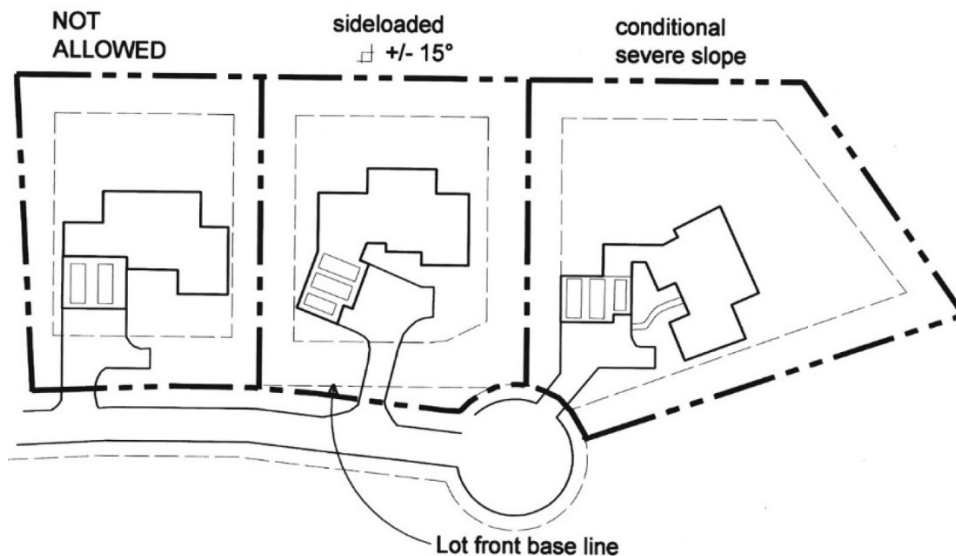 NOT
ALLOWED
sideloaded
+/- 15°
conditional
severe slope
Lot front base line